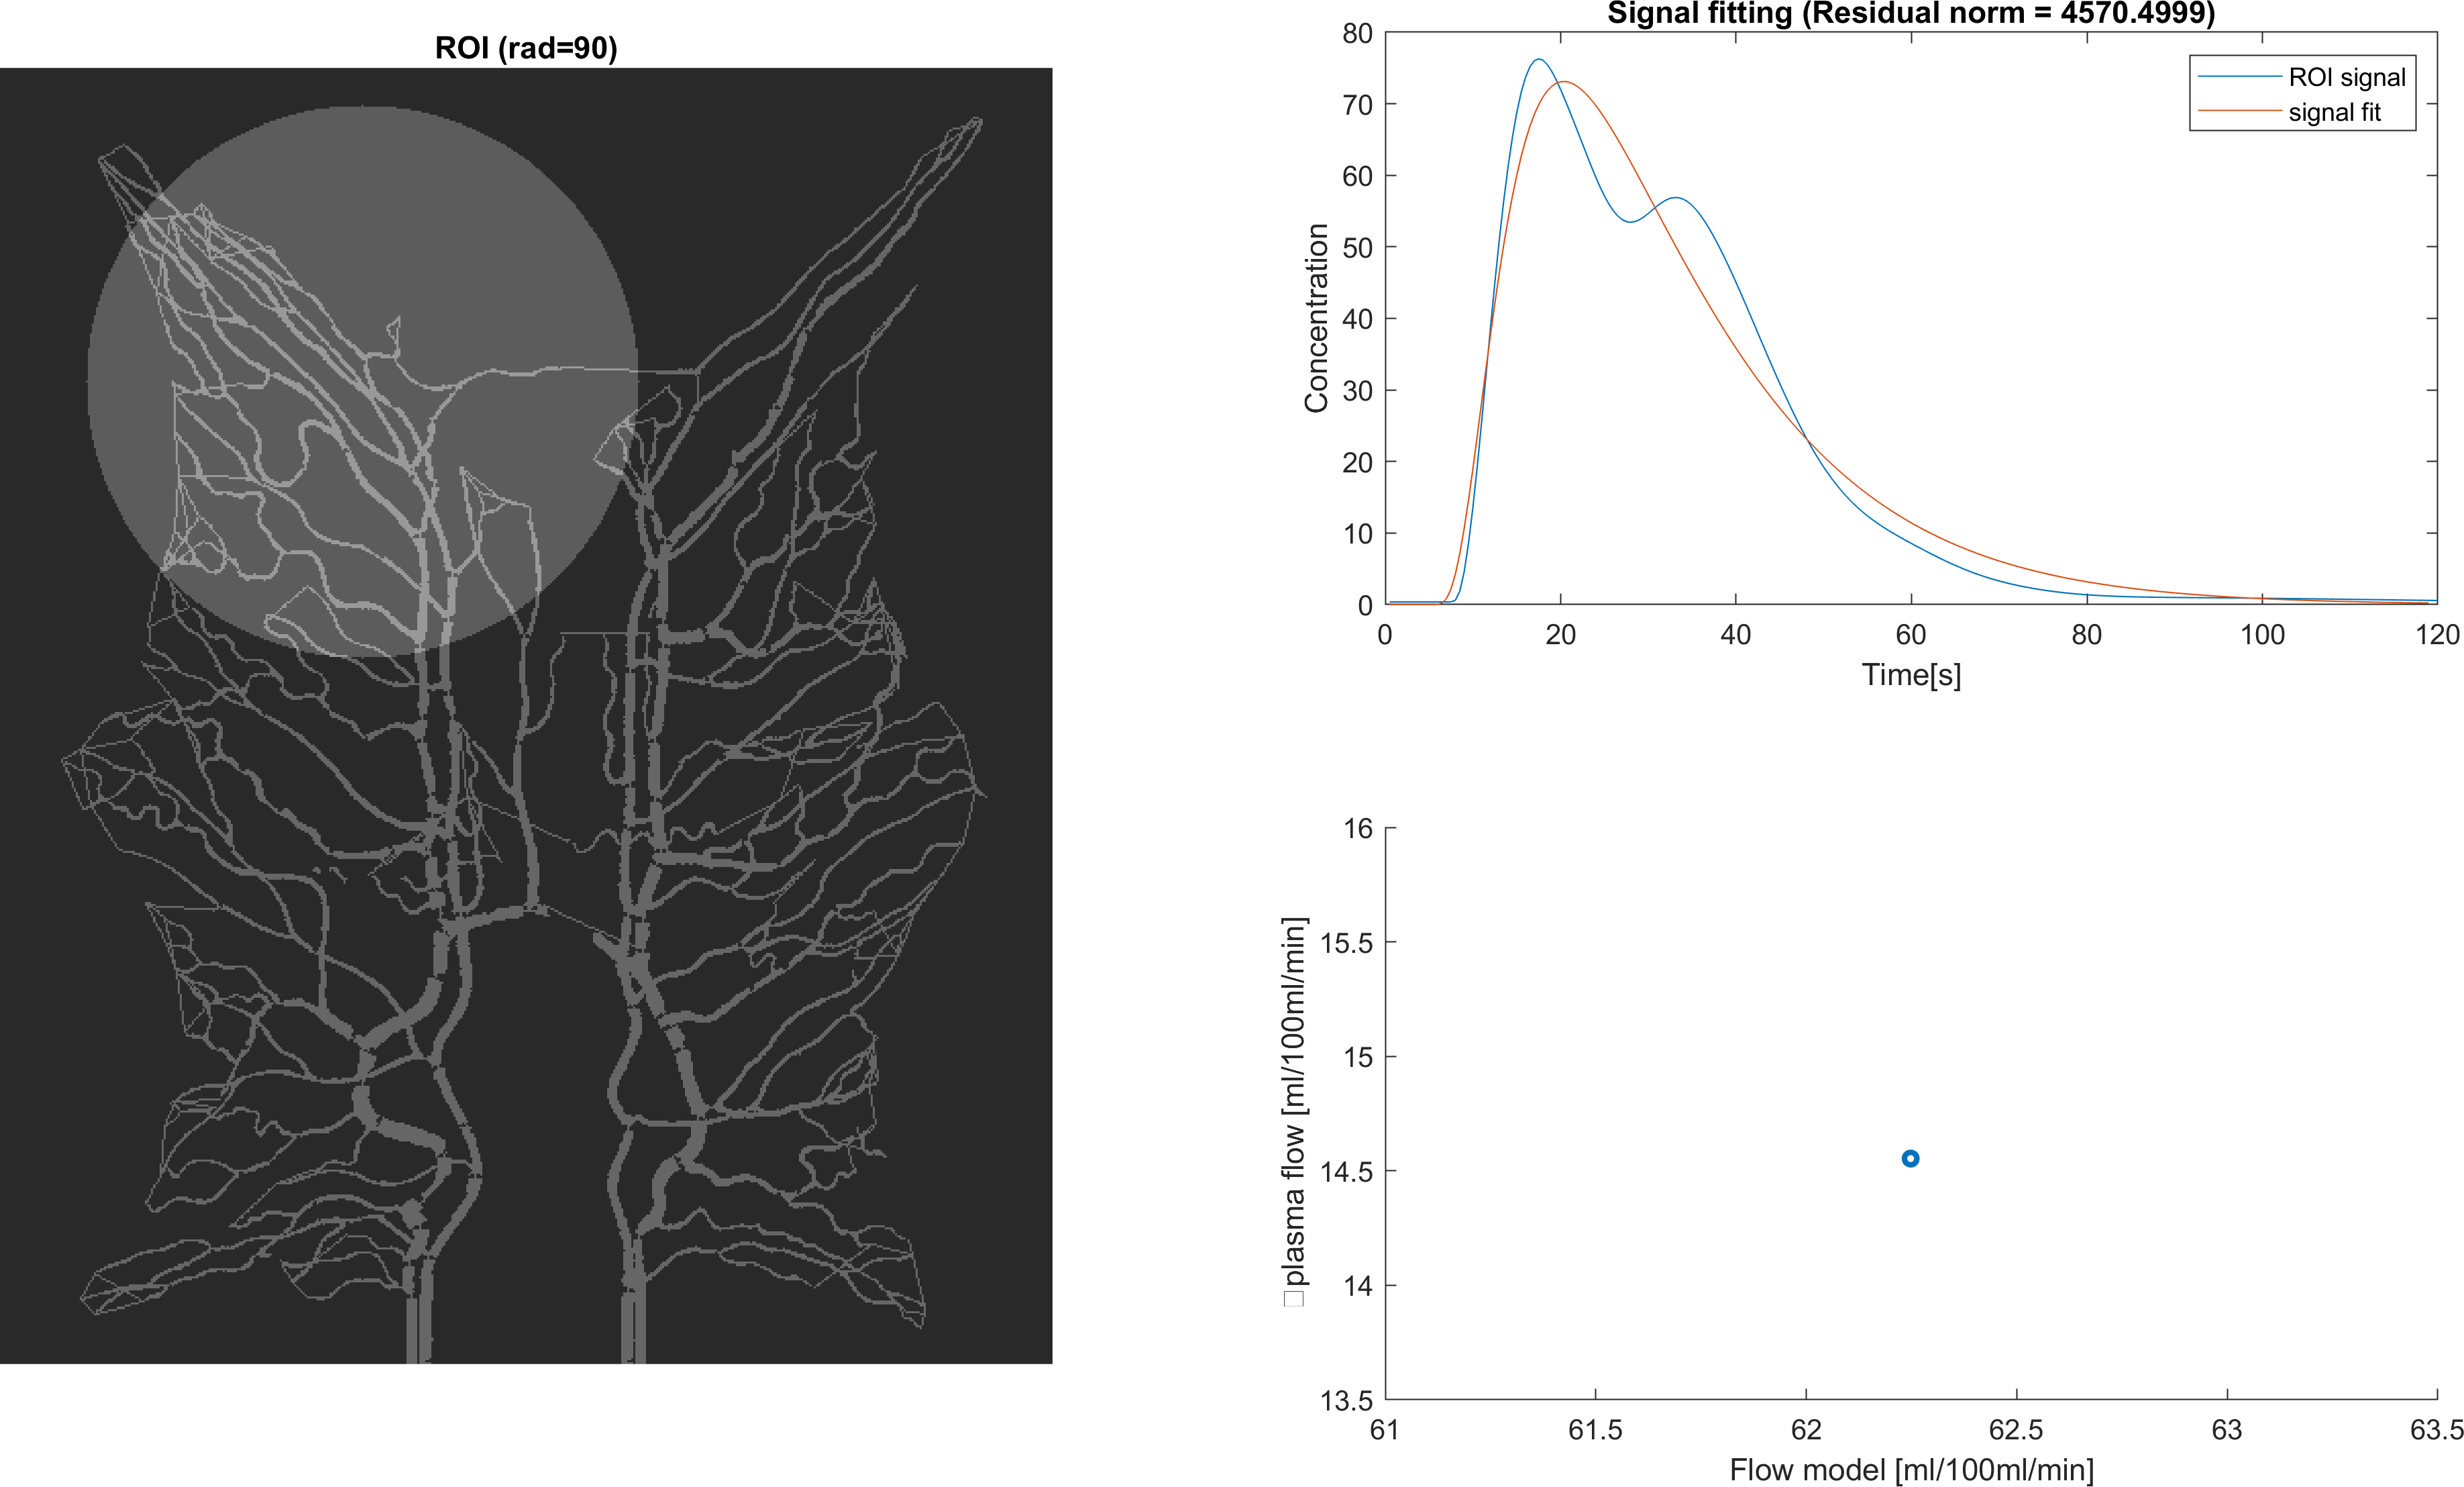 ROI (rad=90)
Signal fitting (Residual norm = 4570.4999)
80
70
60
50
40
30
20
10
0
Concentration
ROI signal
signal fit
0 20 40 60 80 100 120
Time[s]
16
15.5
15
14.5
14
13.5
plasma flow [ml/100ml/min]
61 61.5 62 62.5 63 63.5
Flow model [ml/100ml/min]